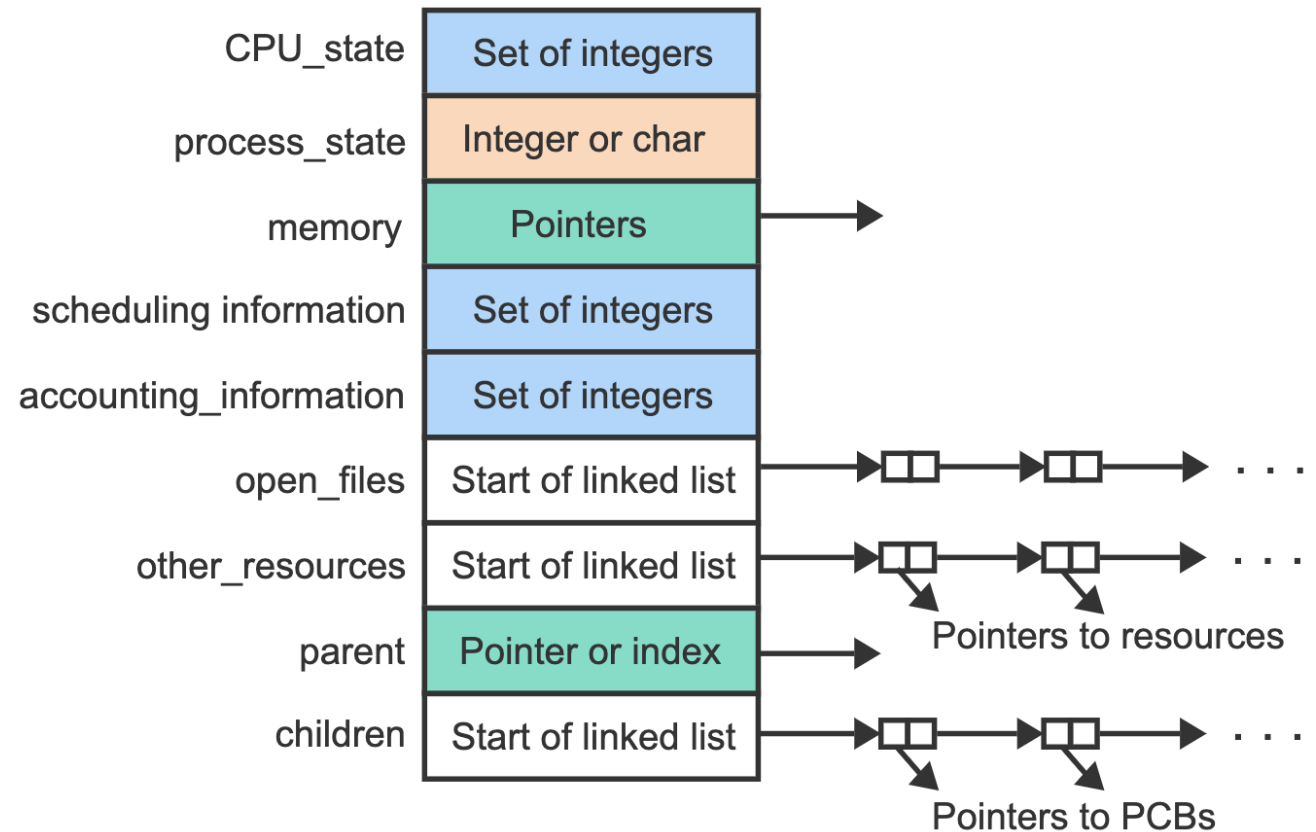 CPU_state Set of integers
process_state Integer or char
memory Pointers
scheduling information Set of integers
accounting_information Set of integers
open_files Start of linked list . . .
other_resources Start of linked list . . .
Pointers to resources
parent Pointer or index
children Start of linked list . . .
Pointers to PCBs